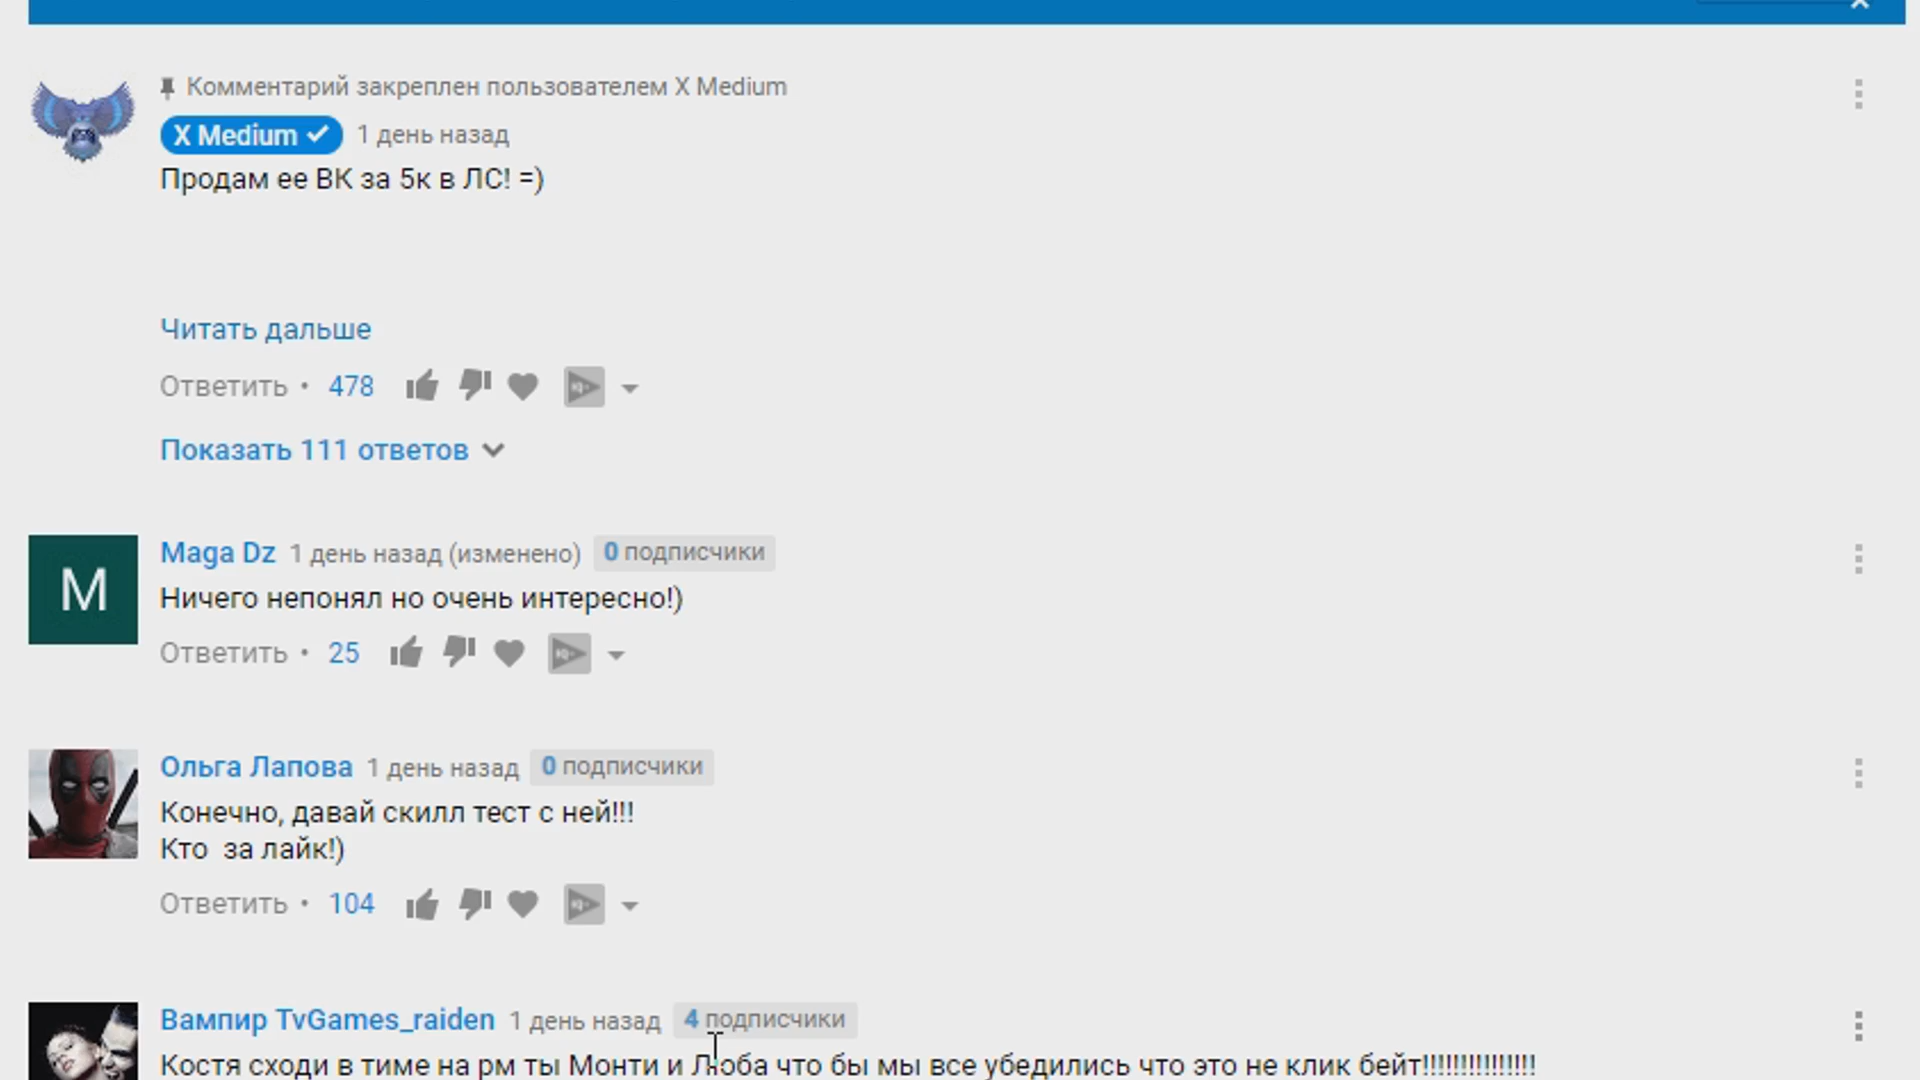 Комментарий закреплен пользователем X Medium
X Medium 1 день назад
Продам ее ВК за 5к в ЛС! =)
Читать дальше
Ответить • 478
Показать 111 ответов
M
Maga Dz 1 день назад (изменено) 0 подписчики
Ничего непонял но очень интересно!)
Ответить • 25
Ольга Лапова 1 день назад 0 подписчики
Конечно, давай скилл тест с ней!!!
Кто за лайк!)
Ответить • 104
Вампир TvGames_raiden 1 день назад 4 подписчики
Костя сходи в тиме на рм ты Монти и Люба что бы мы все убедились что это не клик бейт!!!!!!!!!!!!!!!